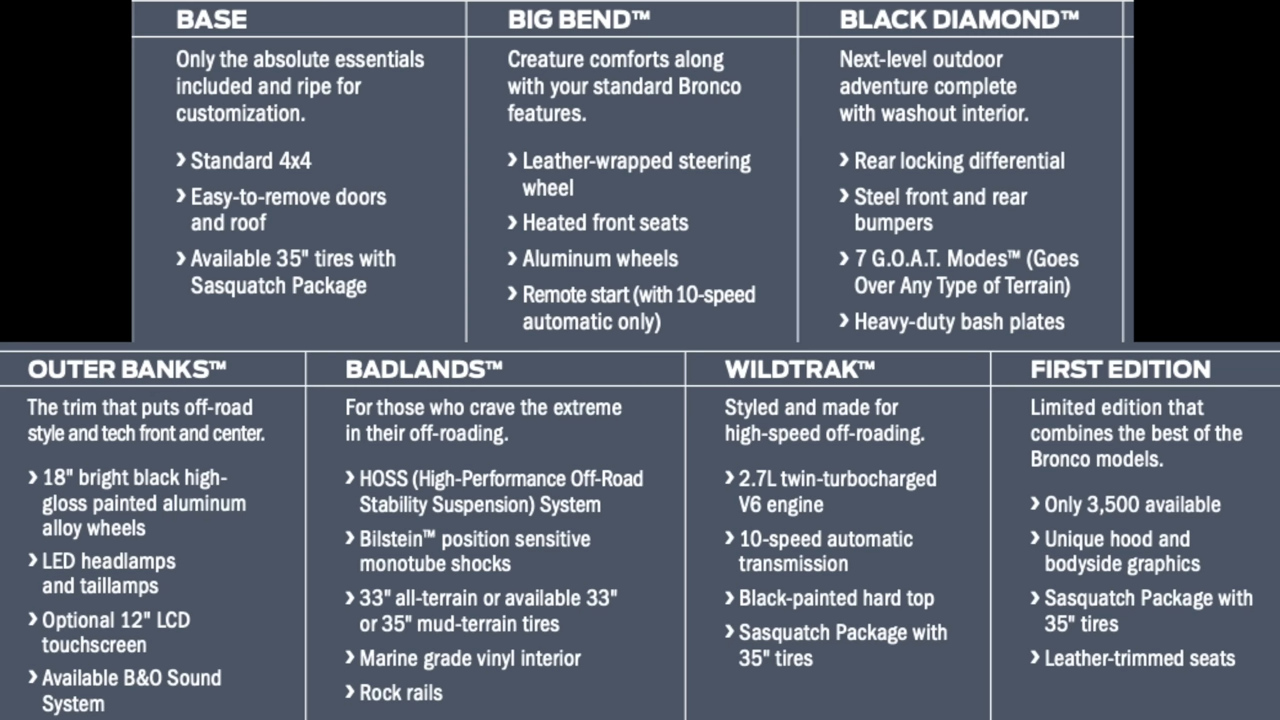 BASE
Only the absolute essentials
included and ripe for
customization.
› Standard 4x4
› Easy-to-remove doors
and roof
› Available 35" tires with
Sasquatch Package
BIG BEND™
Creature comforts along
with your standard Bronco
features.
› Leather-wrapped steering
wheel
› Heated front seats
› Aluminum wheels
› Remote start (with 10-speed
automatic only)
BLACK DIAMOND™
Next-level outdoor
adventure complete
with washout interior.
› Rear locking differential
› Steel front and rear
bumpers
› 7 G.O.A.T. Modes™ (Goes
Over Any Type of Terrain)
› Heavy-duty bash plates
OUTER BANKS™
The trim that puts off-road
style and tech front and center.
› 18" bright black high-
gloss painted aluminum
alloy wheels
› LED headlamps
and taillamps
› Optional 12" LCD
touchscreen
› Available B&O Sound
System
BADLANDS™
For those who crave the extreme
in their off-roading.
› HOSS (High-Performance Off-Road
Stability Suspension) System
› Bilstein™ position sensitive
monotube shocks
› 33" all-terrain or available 33"
or 35" mud-terrain tires
› Marine grade vinyl interior
› Rock rails
WILDTRAK™
Styled and made for
high-speed off-roading.
› 2.7L twin-turbocharged
V6 engine
› 10-speed automatic
transmission
› Black-painted hard top
› Sasquatch Package with
35" tires
FIRST EDITION
Limited edition that
combines the best of the
Bronco models.
› Only 3,500 available
› Unique hood and
bodyside graphics
› Sasquatch Package with
35" tires
› Leather-trimmed seats